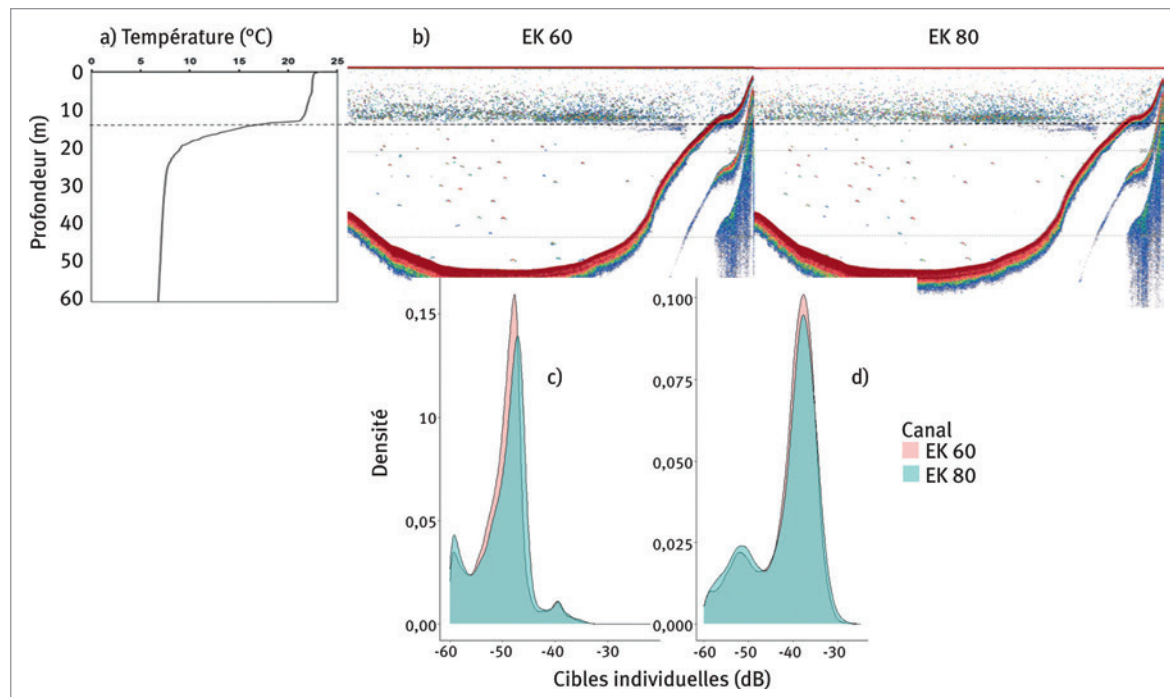 a) Température (°C)
b)
EK 60
EK 80
0 5 10 15 20 25
0
10
20
30
40
50
60
Profondeur (m)
c)
d)
0,15
10
0,05
0,00
Densité
-60 -50 -40 -30 -20
0,100
0,075
0,050
0,025
0,000
-60 -50 -40 -30
Cibles individuelles (dB)
Canal
EK 60
EK 80